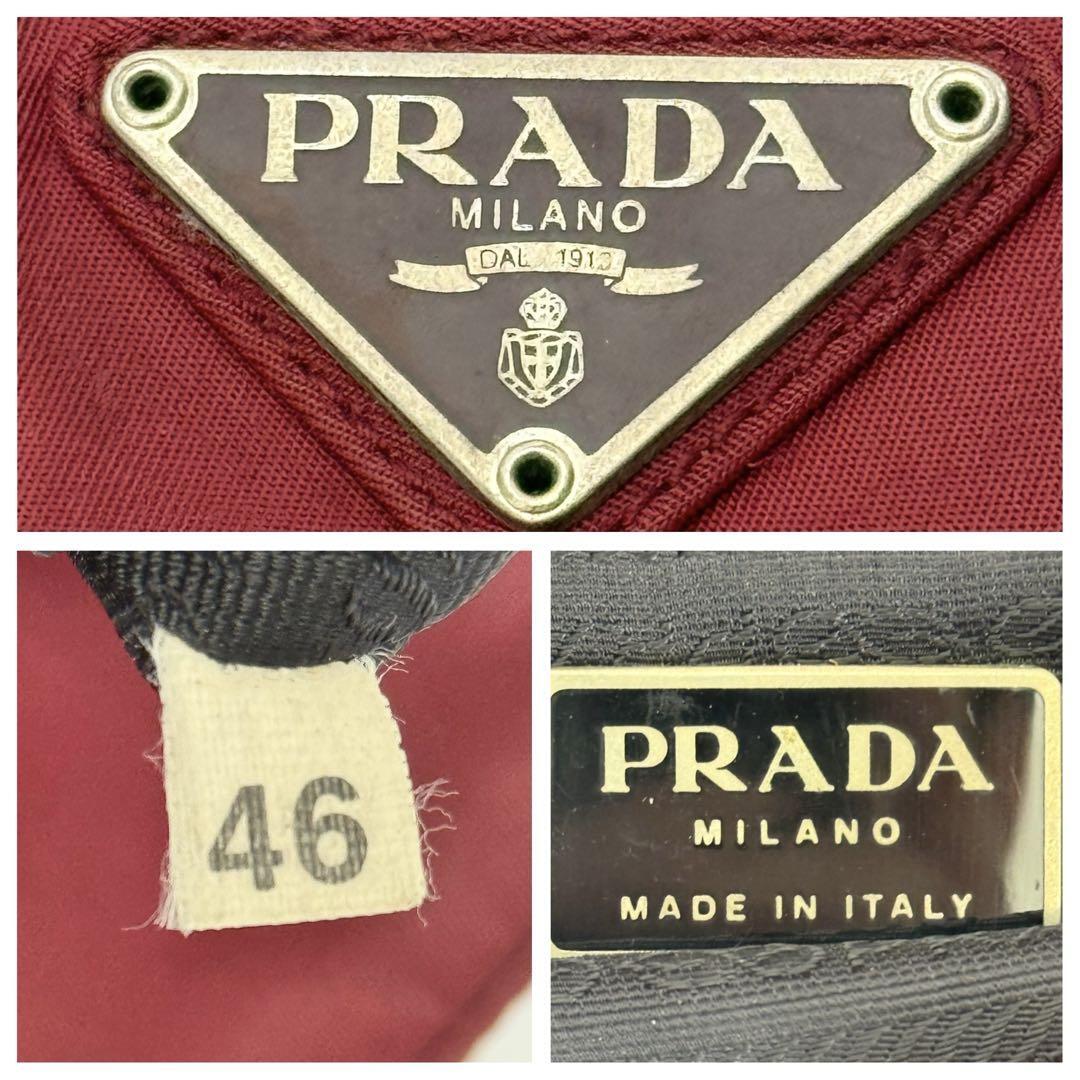 PRADA
MILANO
DAL 1913
46
PRADA
MILANO
MADE IN ITALY